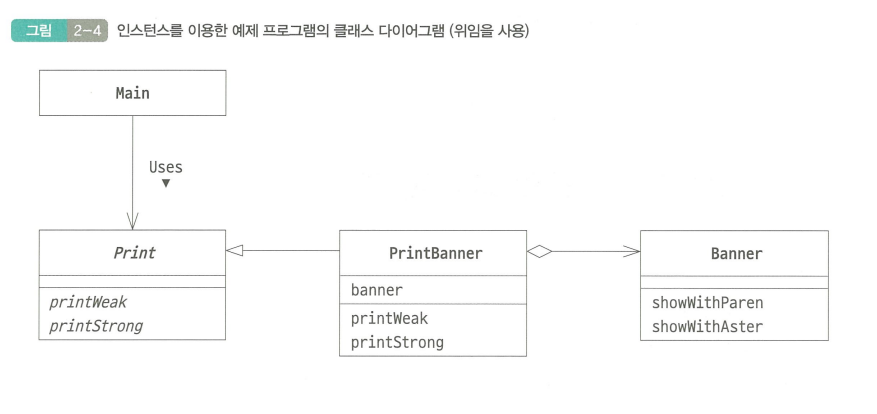 그림 2-4 인스턴스를 이용한 예제 프로그램의 클래스 다이어그램 (위임을 사용)
Main
Uses
▼
Print
printWeak
printStrong
PrintBanner
banner
printWeak
printStrong
Banner
showWithParen
showWithAster